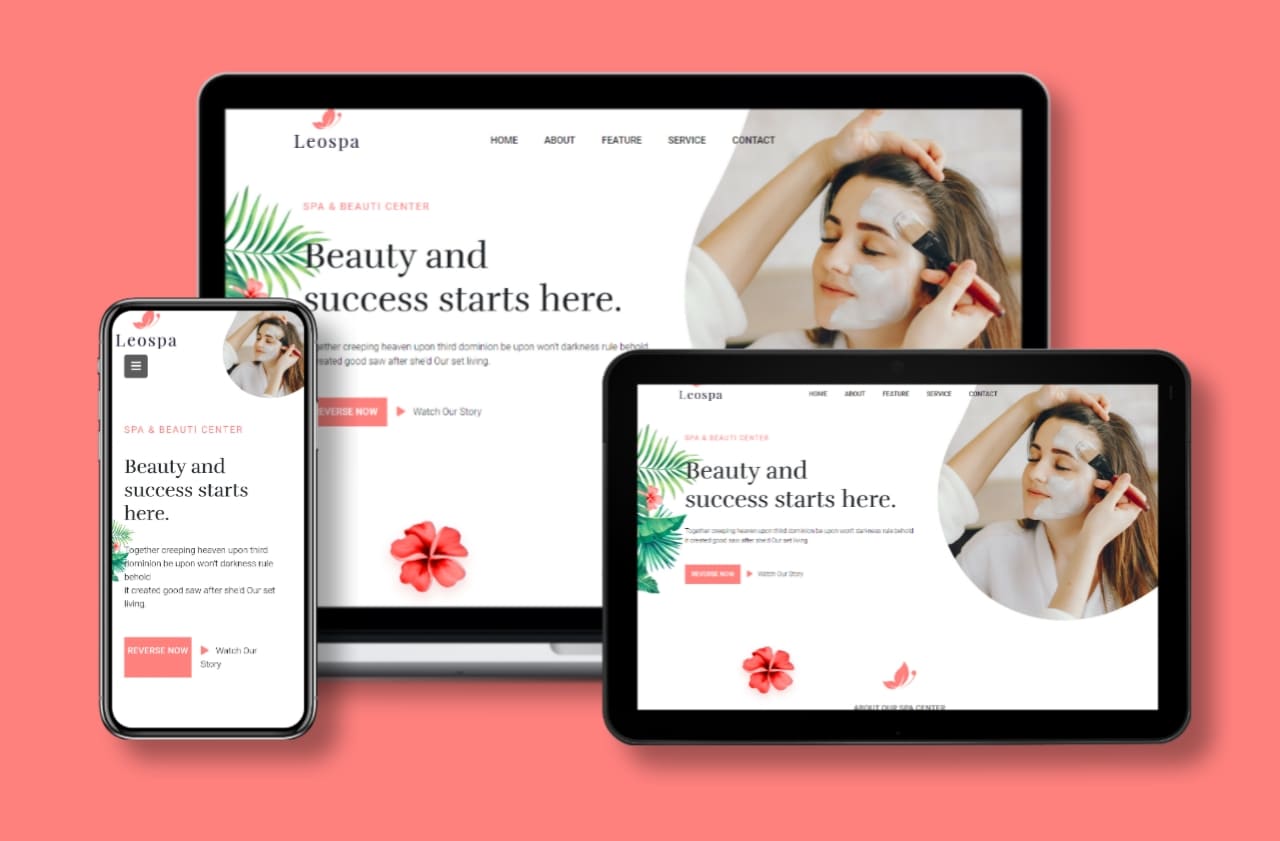 Leospa
HOME ABOUT FEATURE SERVICE CONTACT
SPA & BEAUTI CENTER
Beauty and
success starts here.
creeping heaven upon third dominion be upon won't darkness rule behold
good saw after she'd Our set living.
NOW
Watch Our Story
Leospa
SPA & BEAUTI CENTER
Beauty and
success starts
here.
Together creeping heaven upon third
dominion be upon won't darkness rule
behold
it created good saw after she'd Our set
living.
REVERSE NOW
Watch Our
Story
Leospa
HOME ABOUT FEATURE SERVICE CONTACT
SPA & BEAUTI CENTER
Beauty and
success starts here.
Together creeping heaven upon third dominion be upon won't darkness rule behold
it created good saw after she'd Our set living
REVERSE NOW
Watch Our Story
ABOUT OUR SPA CENTER